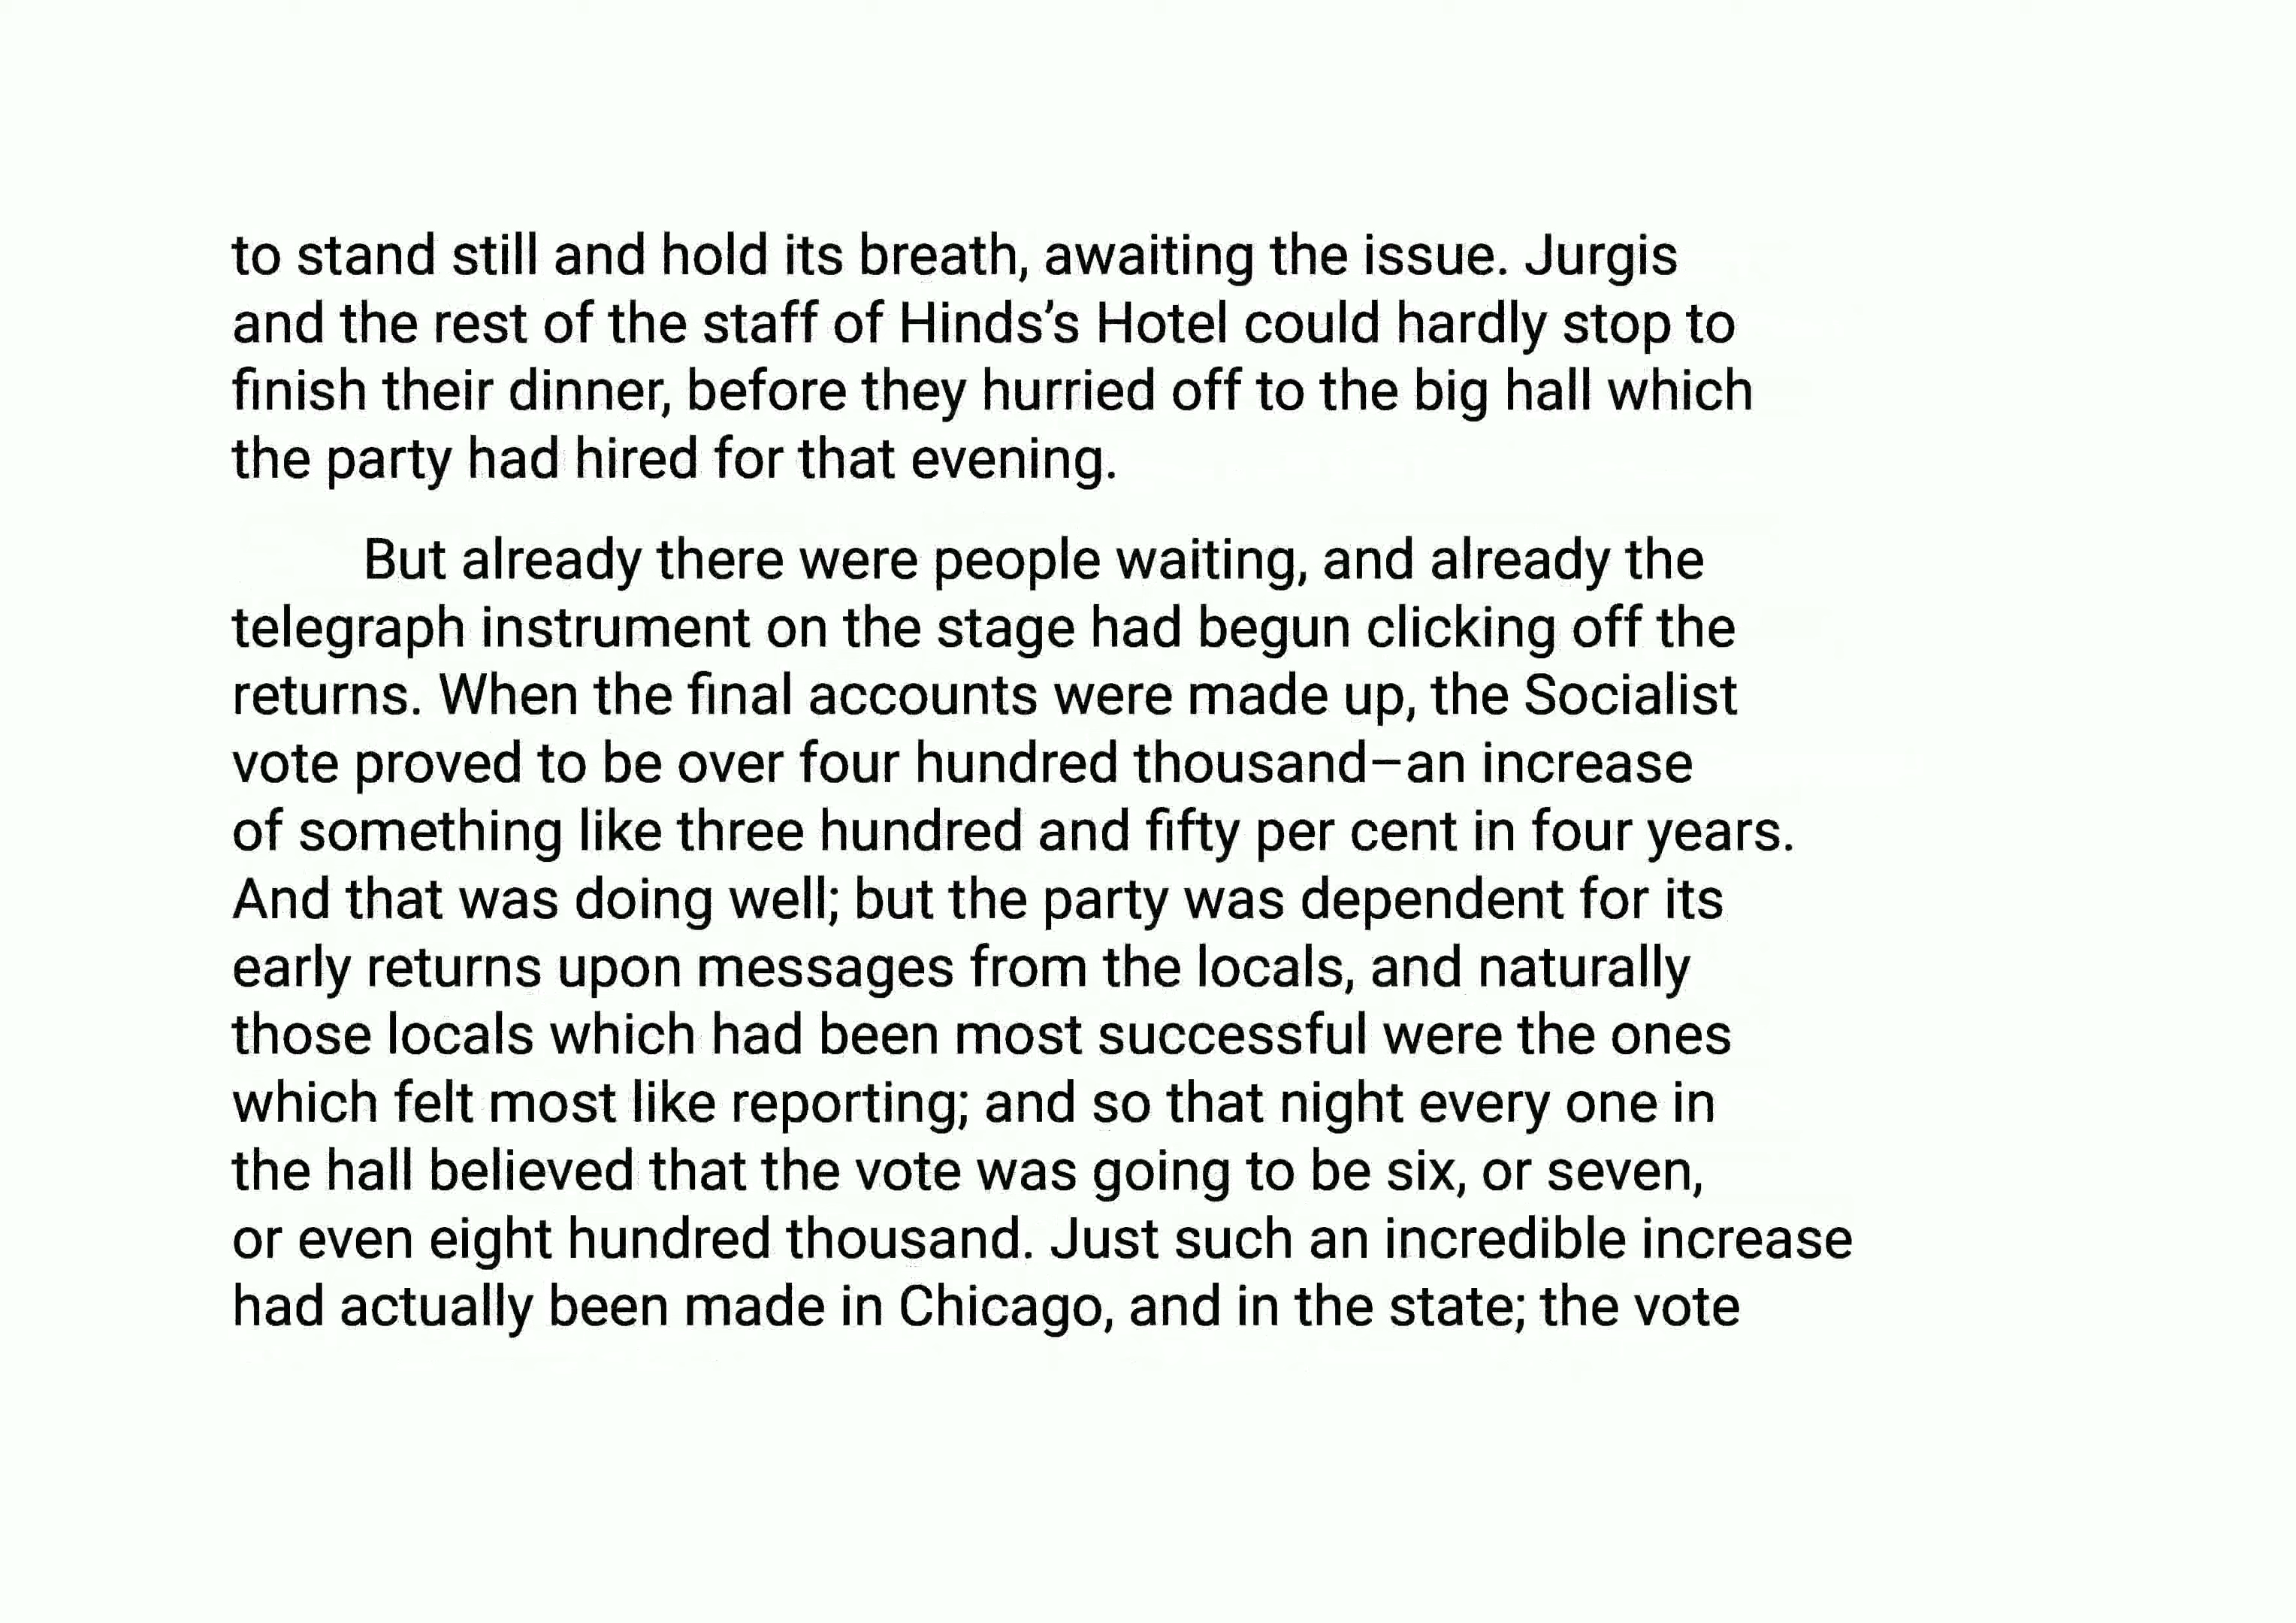 to stand still and hold its breath, awaiting the issue. Jurgis
and the rest of the staff of Hinds’s Hotel could hardly stop to
finish their dinner, before they hurried off to the big hall which
the party had hired for that evening.
But already there were people waiting, and already the
telegraph instrument on the stage had begun clicking off the
returns. When the final accounts were made up, the Socialist
vote proved to be over four hundred thousand—an increase
of something like three hundred and fifty per cent in four years.
And that was doing well; but the party was dependent for its
early returns upon messages from the locals, and naturally
those locals which had been most successful were the ones
which felt most like reporting; and so that night every one in
the hall believed that the vote was going to be six, or seven,
or even eight hundred thousand. Just such an incredible increase
had actually been made in Chicago, and in the state; the vote